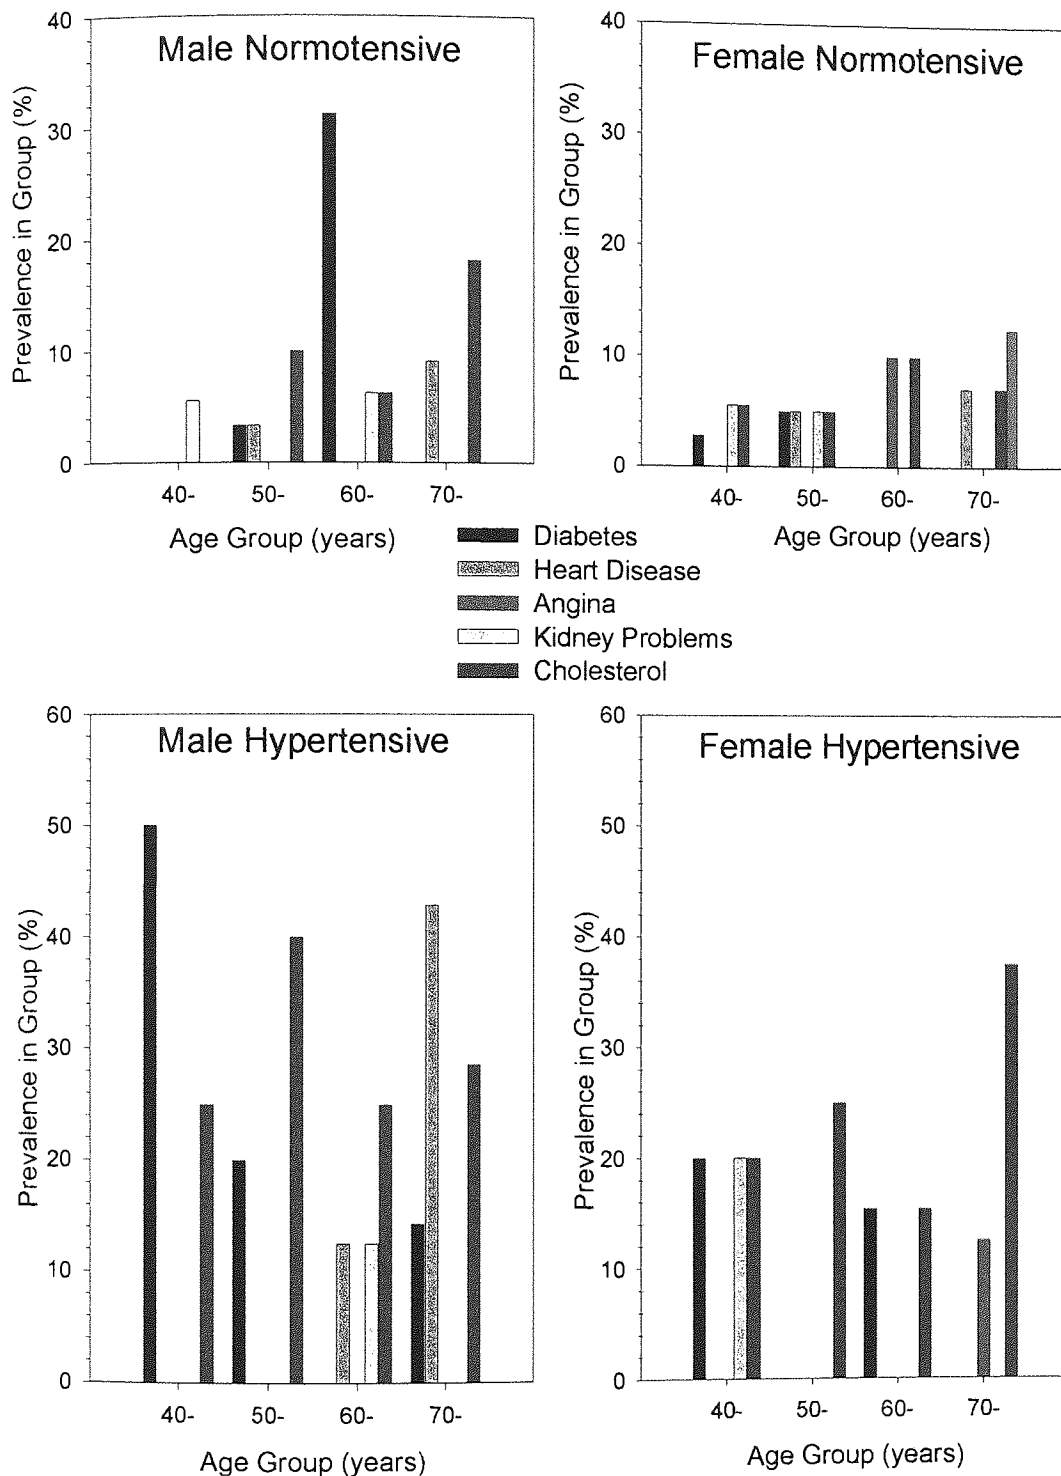 Male Normotensive
Prevalence in Group (%)
40
30
20
10
0
40-
50-
60-
70-
Age Group (years)
Female Normotensive
Prevalence in Group (%)
40
30
20
10
0
40-
50-
60-
70-
Age Group (years)
Diabetes
Heart Disease
Angina
Kidney Problems
Cholesterol
Male Hypertensive
Prevalence in Group (%)
60
50
40
30
20
10
0
40-
50-
60-
70-
Age Group (years)
Female Hypertensive
Prevalence in Group (%)
60
50
40
30
20
10
0
40-
50-
60-
70-
Age Group (years)